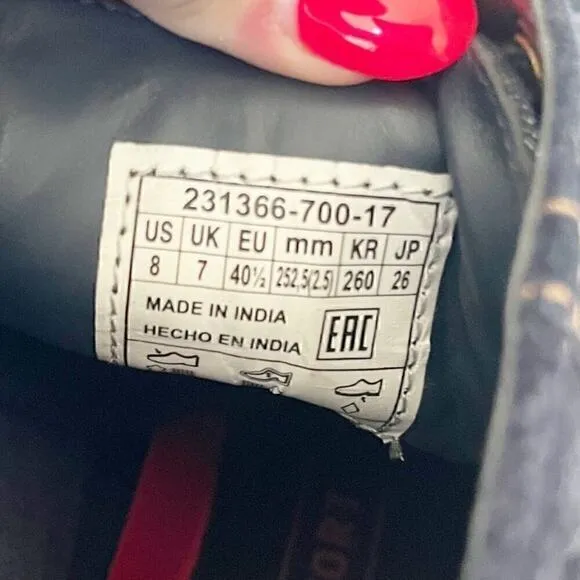 231366-700-17
US UK EU mm KR JP
8 7 40½ 252,5(2.5) 260 26
MADE IN INDIA
HECHO EN INDIA
EAC